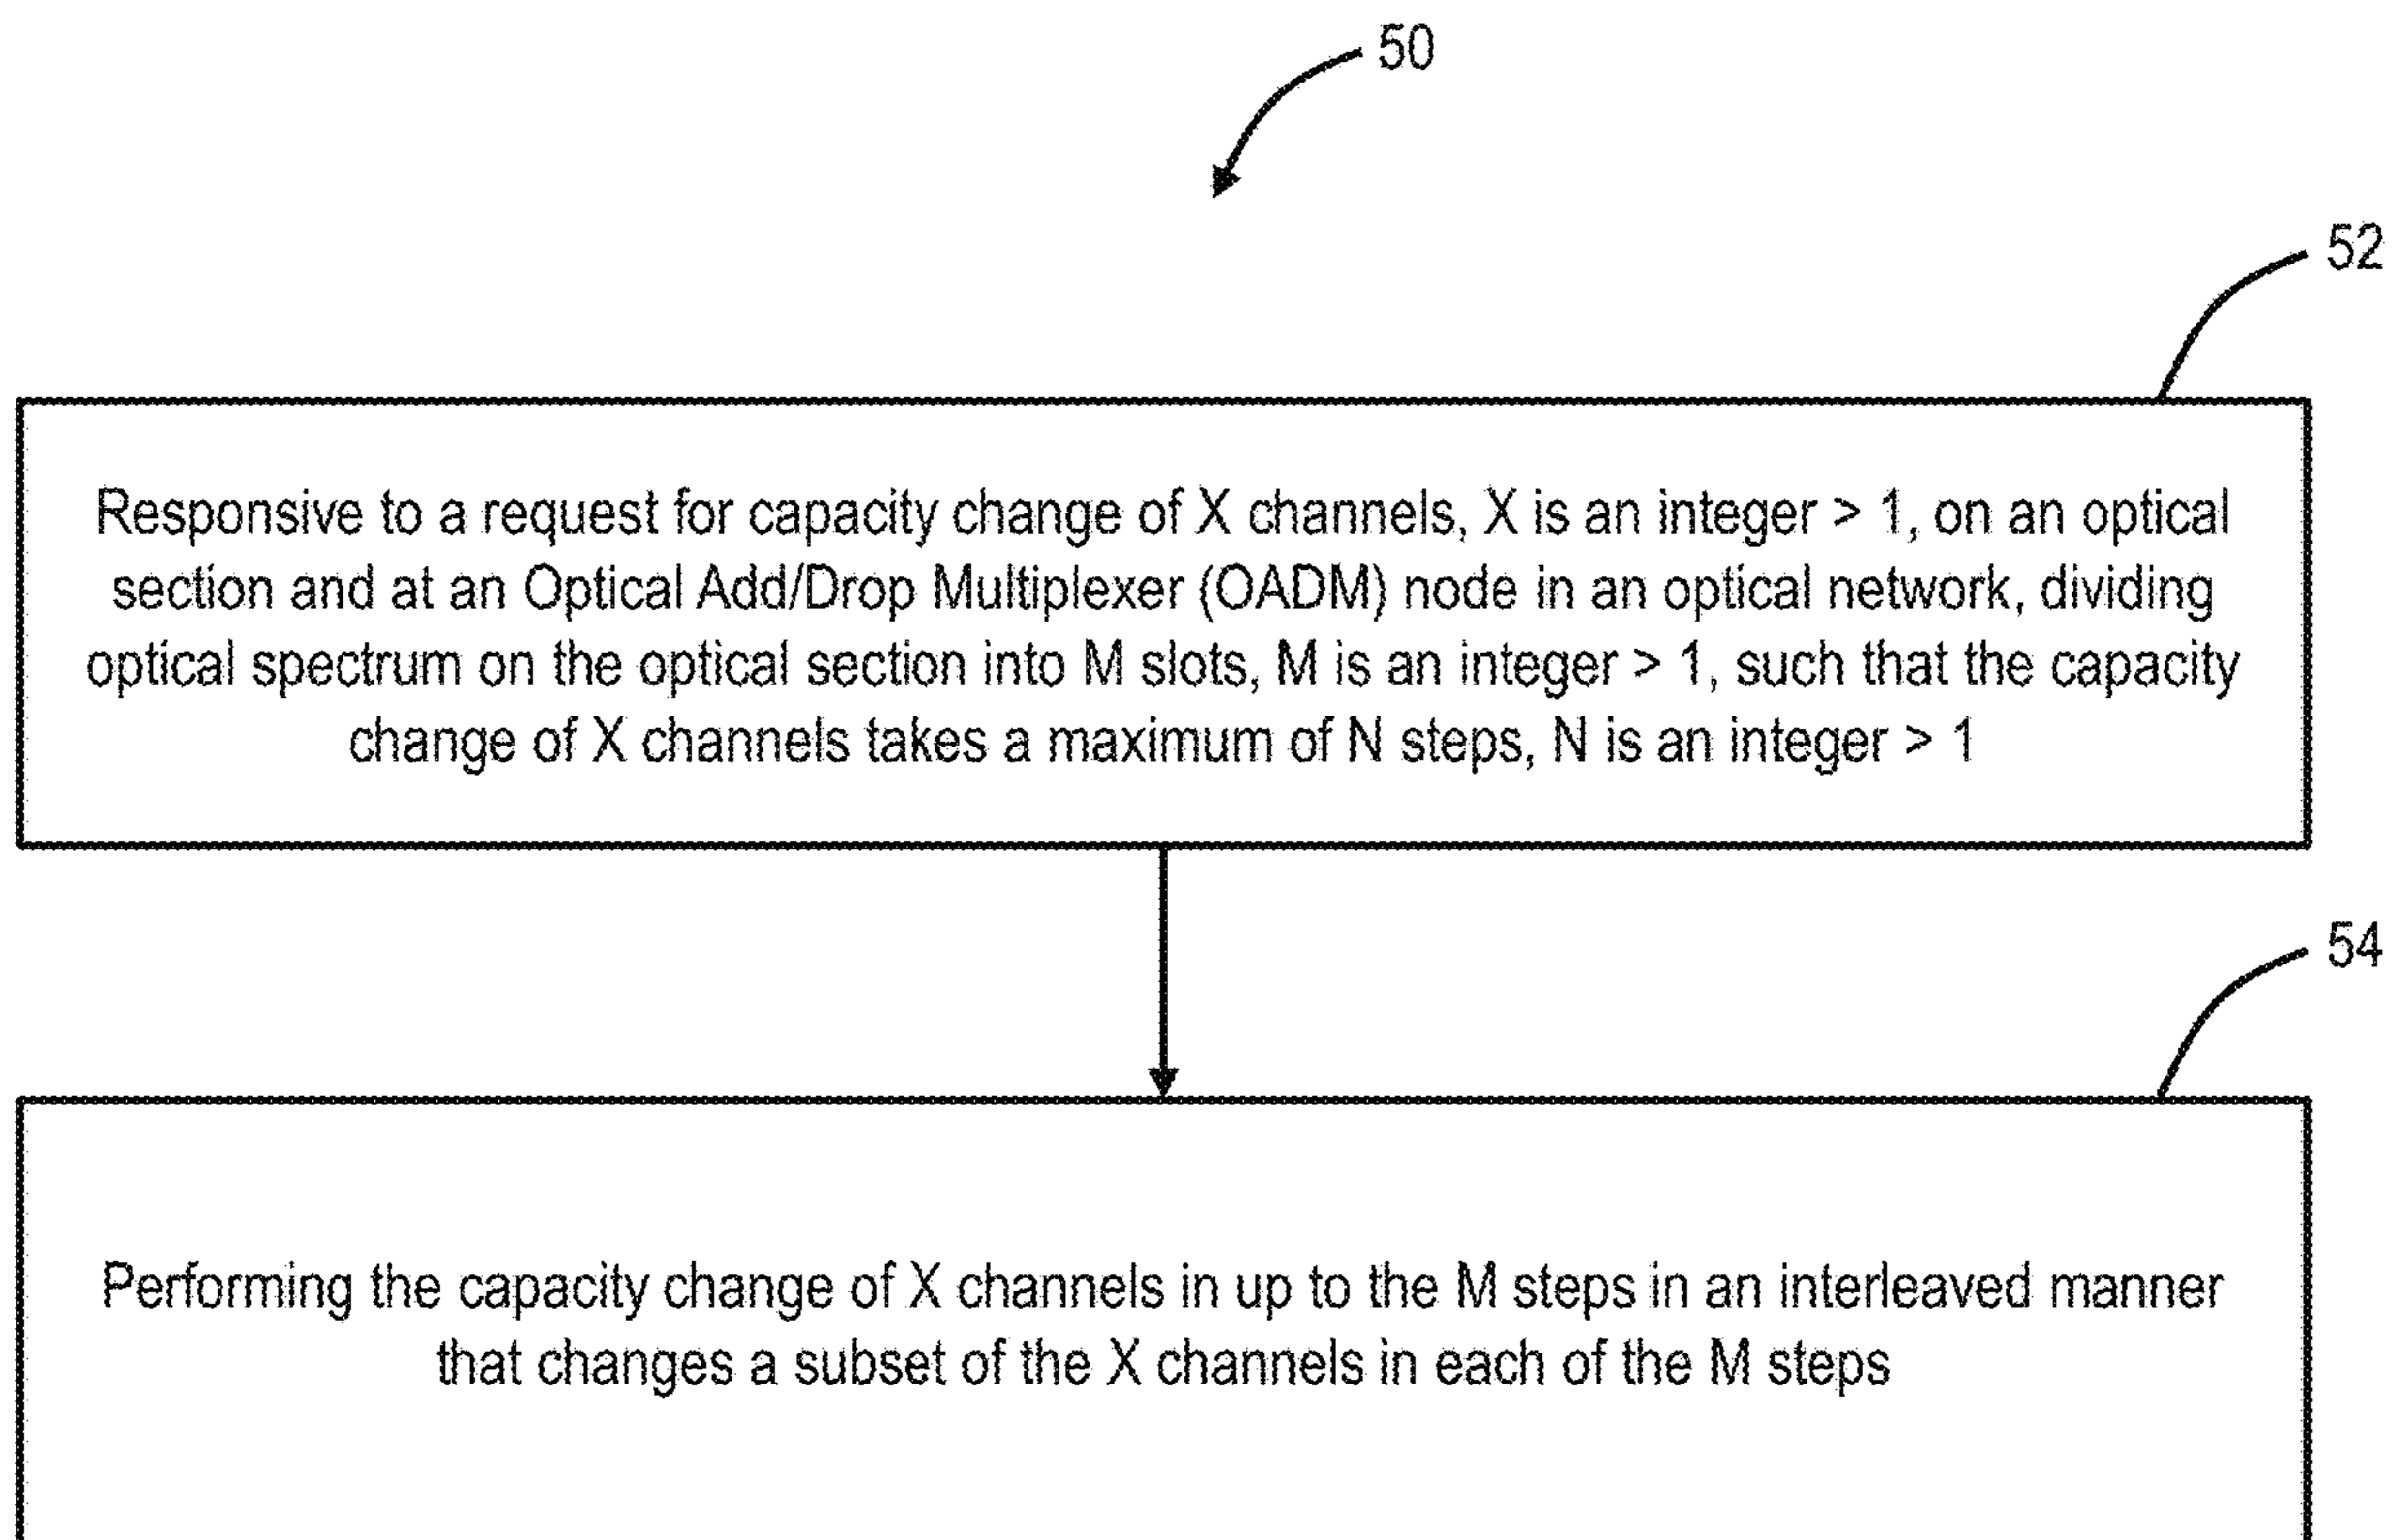 50
52
Responsive to a request for capacity change of X channels, X is an integer > 1, on an optical
section and at an Optical Add/Drop Multiplexer (OADM) node in an optical network, dividing
optical spectrum on the optical section into M slots, M is an integer > 1, such that the capacity
change of X channels takes a maximum of N steps, N is an integer > 1
54
Performing the capacity change of X channels in up to the M steps in an interleaved manner
that changes a subset of the X channels in each of the M steps